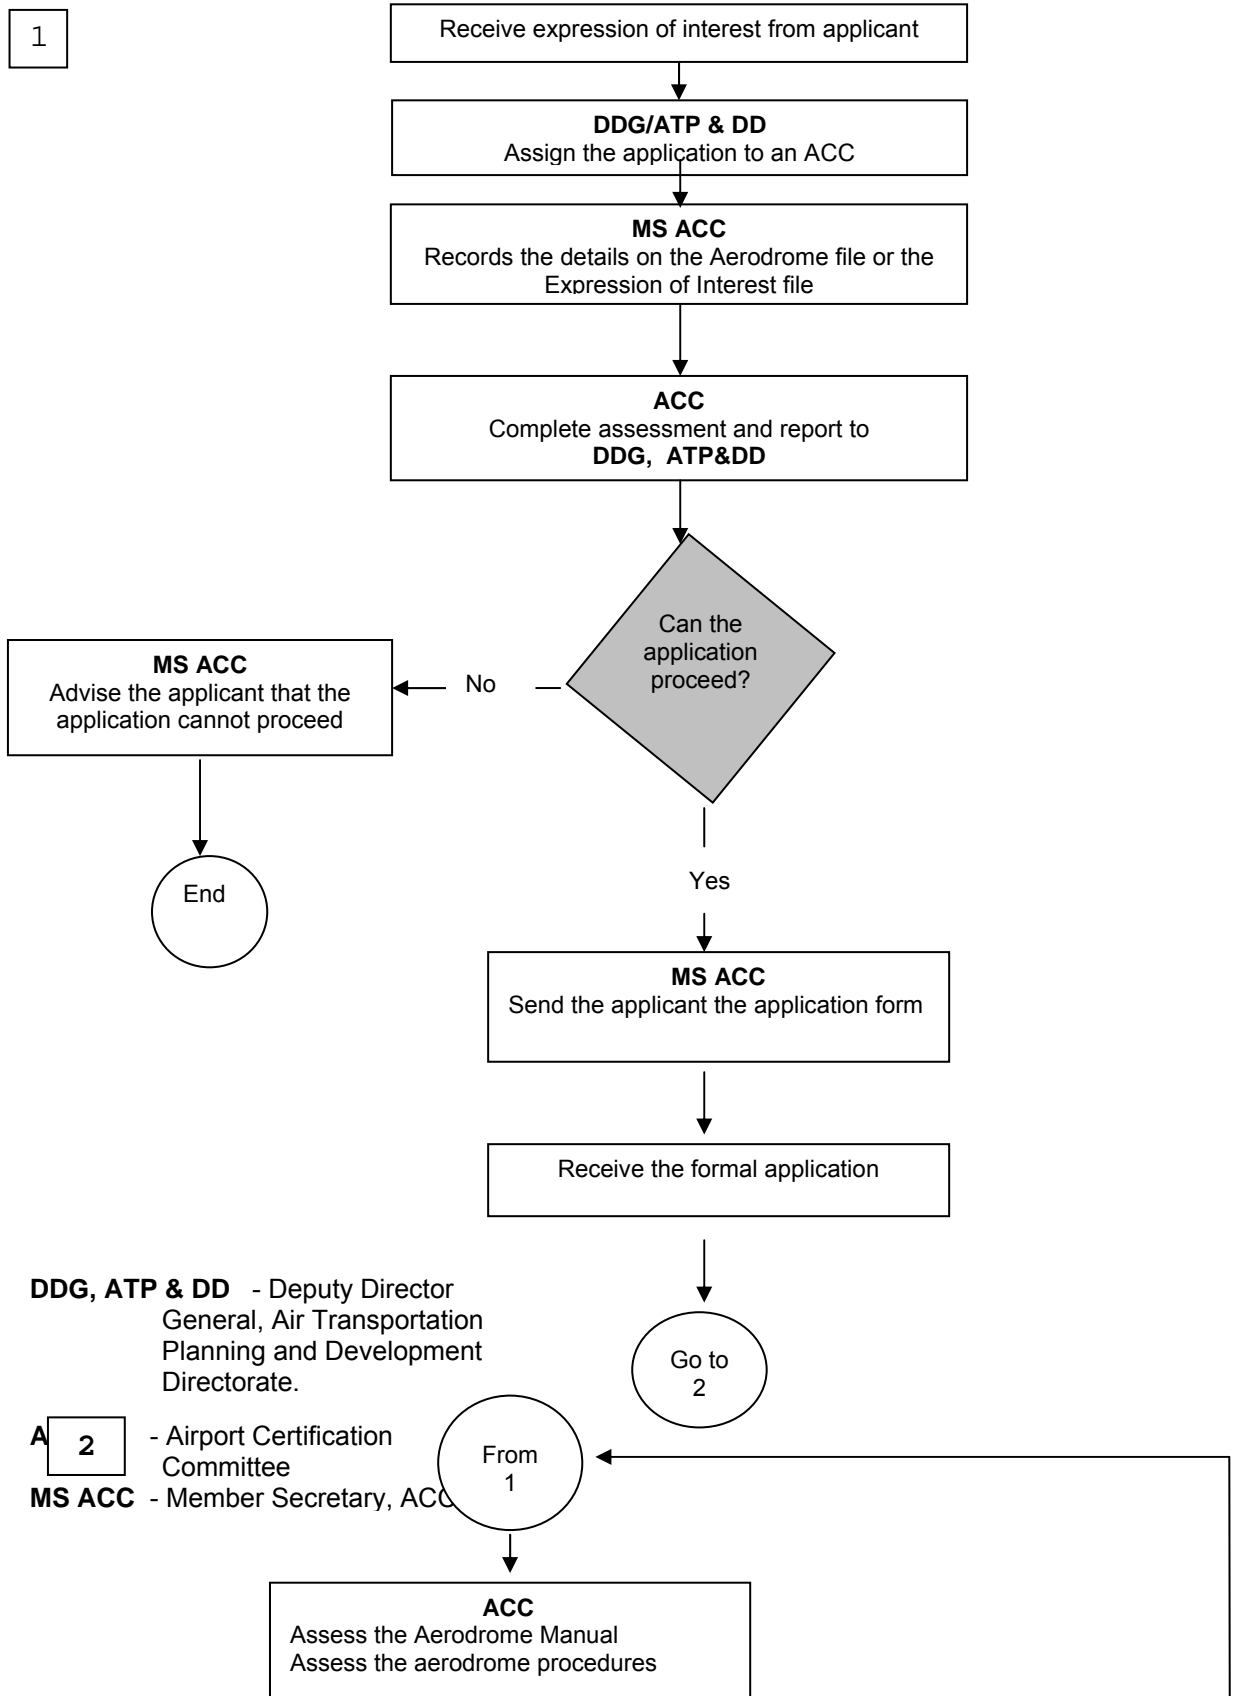 1
Receive expression of interest from applicant
DDG/ATP & DD
Assign the application to an ACC
MS ACC
Records the details on the Aerodrome file or the
Expression of Interest file
ACC
Complete assessment and report to
DDG, ATP&DD
Can the
application
proceed?
No
MS ACC
Advise the applicant that the
application cannot proceed
End
Yes
MS ACC
Send the applicant the application form
Receive the formal application
Go to
2
DDG, ATP & DD - Deputy Director
General, Air Transportation
Planning and Development
Directorate.
A
2
- Airport Certification
Committee
MS ACC - Member Secretary, ACC
From
1
ACC
Assess the Aerodrome Manual
Assess the aerodrome procedures